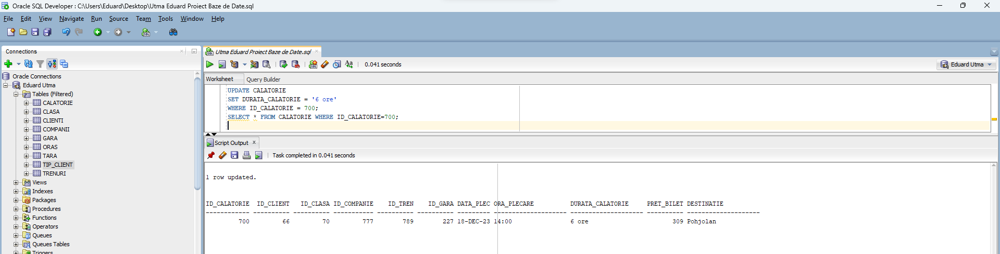 Oracle SQL Developer : C:\Users\Eduard\Desktop\Utma Eduard Proiect Baze de Date.sql
File Edit View Navigate Run Source Team Tools Window Help
Connections
Oracle Connections
Eduard Utma
Tables (Filtered)
CALATORIE
CLASA
CLIENTI
COMPANII
GARA
ORAS
TARA
TIP_CLIENT
TRENURI
Views
Indexes
Packages
Procedures
Functions
Operators
Queues
Queues Tables
Triggers
Utma Eduard Proiect Baze de Date.sql
0.041 seconds
Eduard Utma
Worksheet Query Builder
UPDATE CALATORIE
SET DURATA_CALATORIE = '6 ore'
WHERE ID_CALATORIE = 700;
SELECT * FROM CALATORIE WHERE ID_CALATORIE=700;
Script Output x
Task completed in 0.041 seconds
1 row updated.
ID_CALATORIE ID_CLIENT ID_CLASA ID_COMPANIE ID_TREN ID_GARA DATA_PLEC ORA_PLECARE DURATA_CALATORIE PRET_BILET DESTINATIE
------------ ---------- ---------- ----------- ---------- ---------- --------- -------------------- -------------------- ---------- --------------------
700 66 70 777 789 227 18-DEC-23 14:00 6 ore 309 Pohjolan